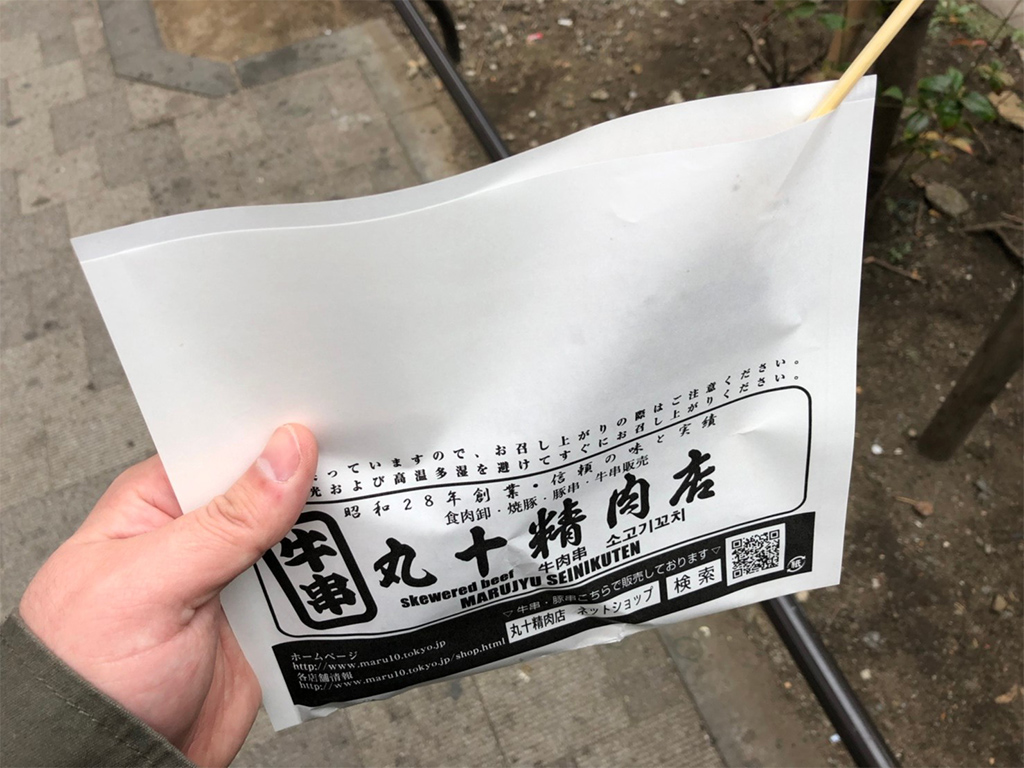 っていますので、お召し上がりの際はご注意ください。
光および高温多湿を避けてすぐにお召し上がりください。
昭和28年創業・信頼の味と実績
食肉卸・焼豚・豚串・牛串販売
牛串
丸十精肉店
skewered beef 牛肉串 소고기꼬치
MARUJYU SEINIKUTEN
▽牛串・豚串こちらで販売しております▽
丸十精肉店 ネットショップ 検索
ホームページ
http://www.maru10.tokyo.jp
各店舗情報
http://www.maru10.tokyo.jp/shop.html
紙